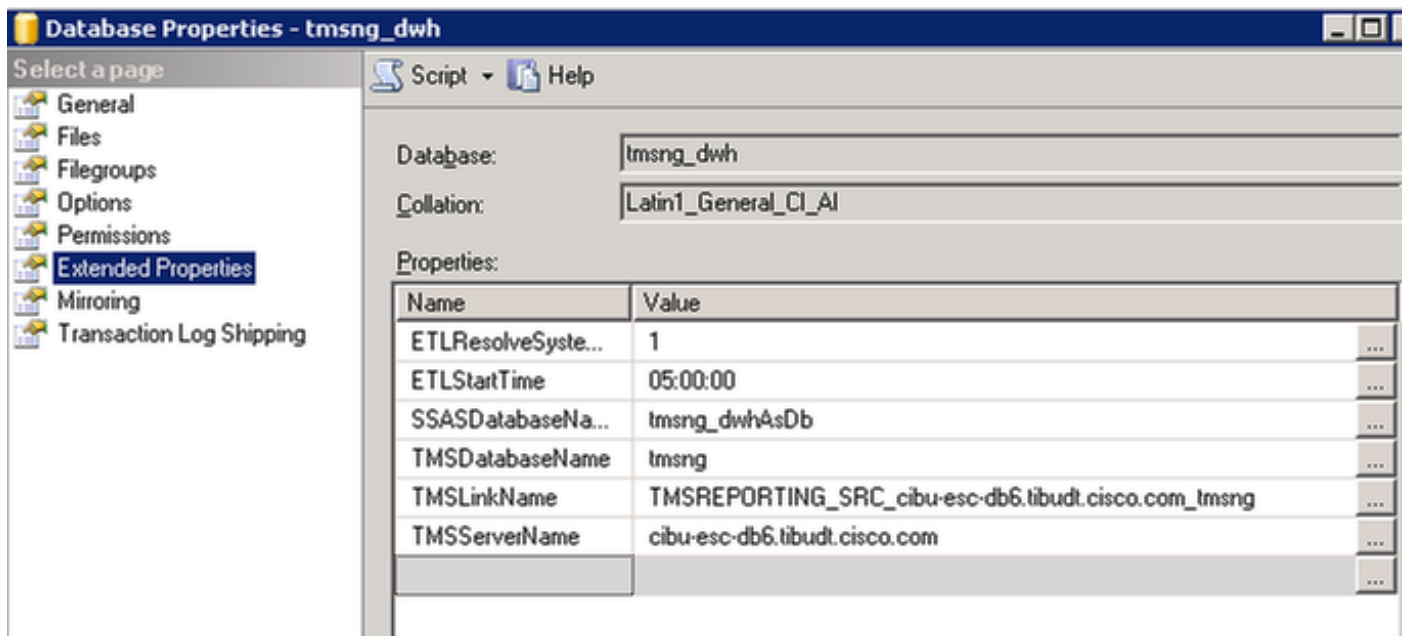 Database Properties - tmsng_dwh
Select a page
General
Files
Filegroups
Options
Permissions
Extended Properties
Mirroring
Transaction Log Shipping
Script Help
Database: tmsng_dwh
Collation: Latin1_General_CI_AI
Properties:
Name Value
ETLResolveSyste... 1 ...
ETLStartTime 05:00:00 ...
SSASDatabaseNa... tmsng_dwhAsDb ...
TMSDatabaseName tmsng ...
TMSLinkName TMSREPORTING_SRC_cibu-esc-db6.tibudt.cisco.com_tmsng ...
TMSServerName cibu-esc-db6.tibudt.cisco.com ...
...